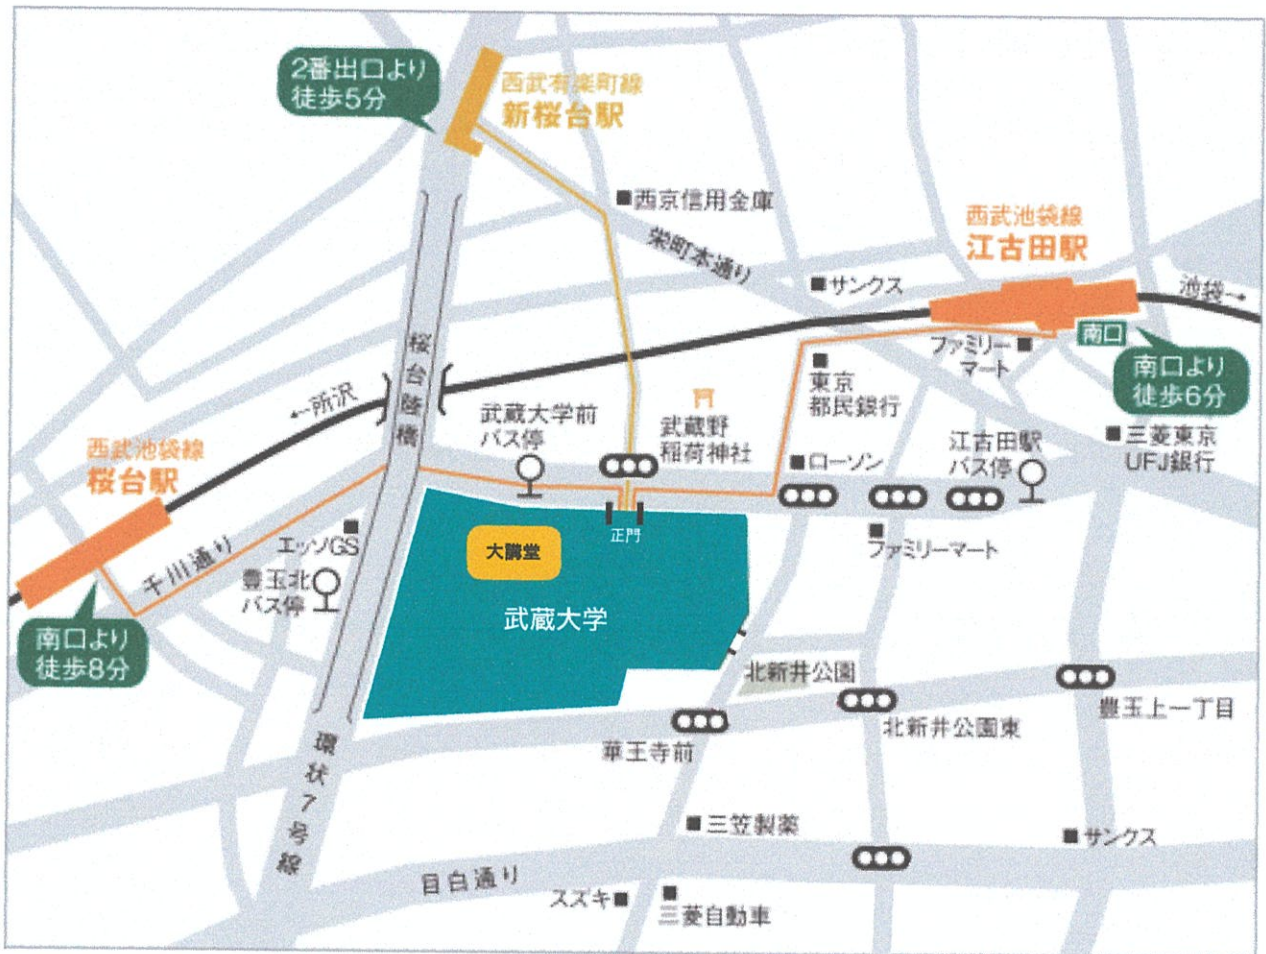 2番出口より
徒歩5分
西武有楽町線
新桜台駅
西京信用金庫
栄町本通り
西武池袋線
江古田駅
サンクス
池袋→
南口
ファミリー
マート
南口より
徒歩6分
桜台陸橋
東京
都民銀行
←所沢
武蔵大学前
バス停
武蔵野
稲荷神社
三菱東京
UFJ銀行
江古田駅
バス停
ローソン
西武池袋線
桜台駅
正門
大講堂
エッソGS
ファミリーマート
千川通り
豊玉北
バス停
武蔵大学
南口より
徒歩8分
北新井公園
豊玉上一丁目
北新井公園東
華王寺前
環状7号線
三笠製薬
サンクス
目白通り
スズキ
三菱自動車